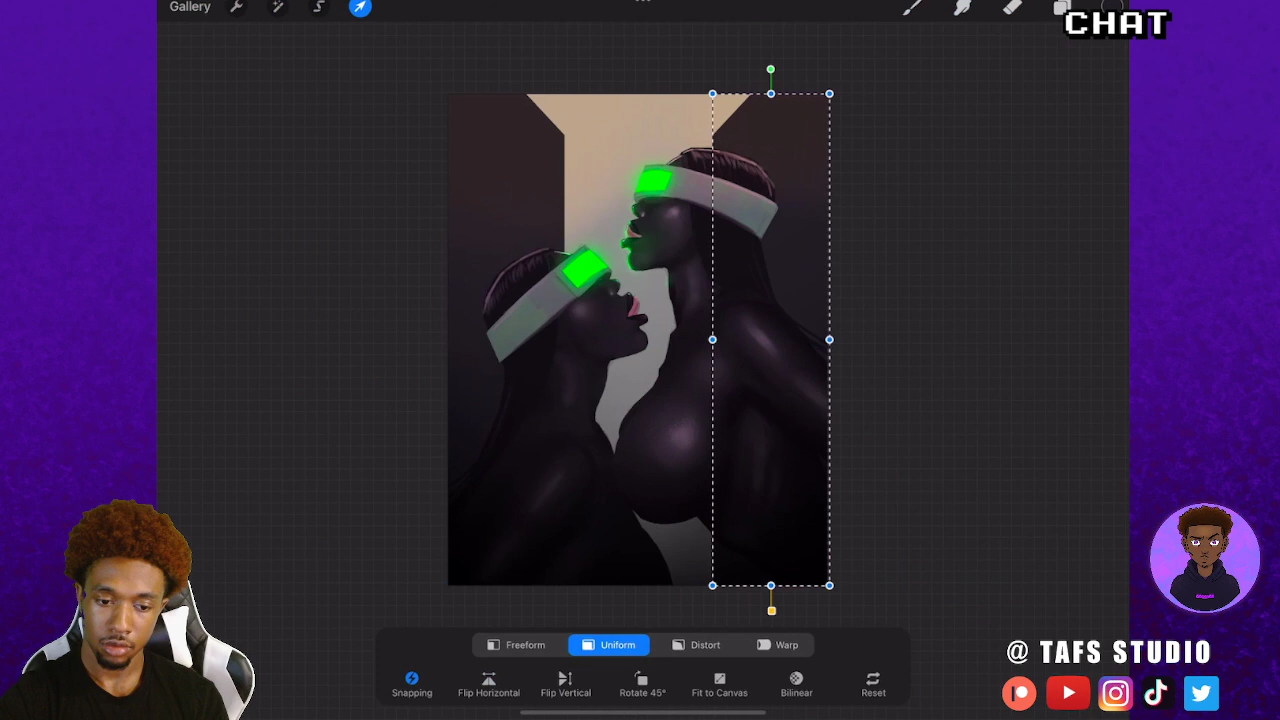 Gallery
CHAT
Freeform Uniform Distort Warp
Snapping Flip Horizontal Flip Vertical Rotate 45° Fit to Canvas Bilinear Reset
@ TAFS STUDIO